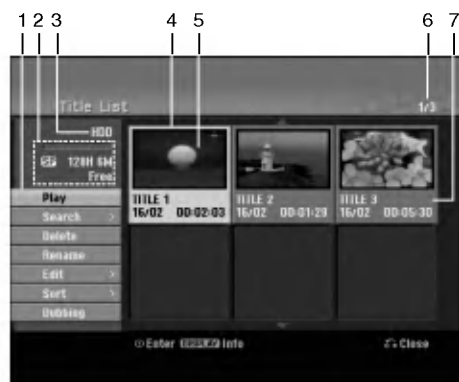 1 2 3 4 5 6 7
Title List 1/3
HDD
SP 128H 6M
Free
Play
Search >
Delete
Rename
Edit >
Sort >
Dubbing
TITLE 1
16/02 00:02:03
TITLE 2
16/02 00:01:29
TITLE 3
16/02 00:05:30
Enter DISPLAY Info Close